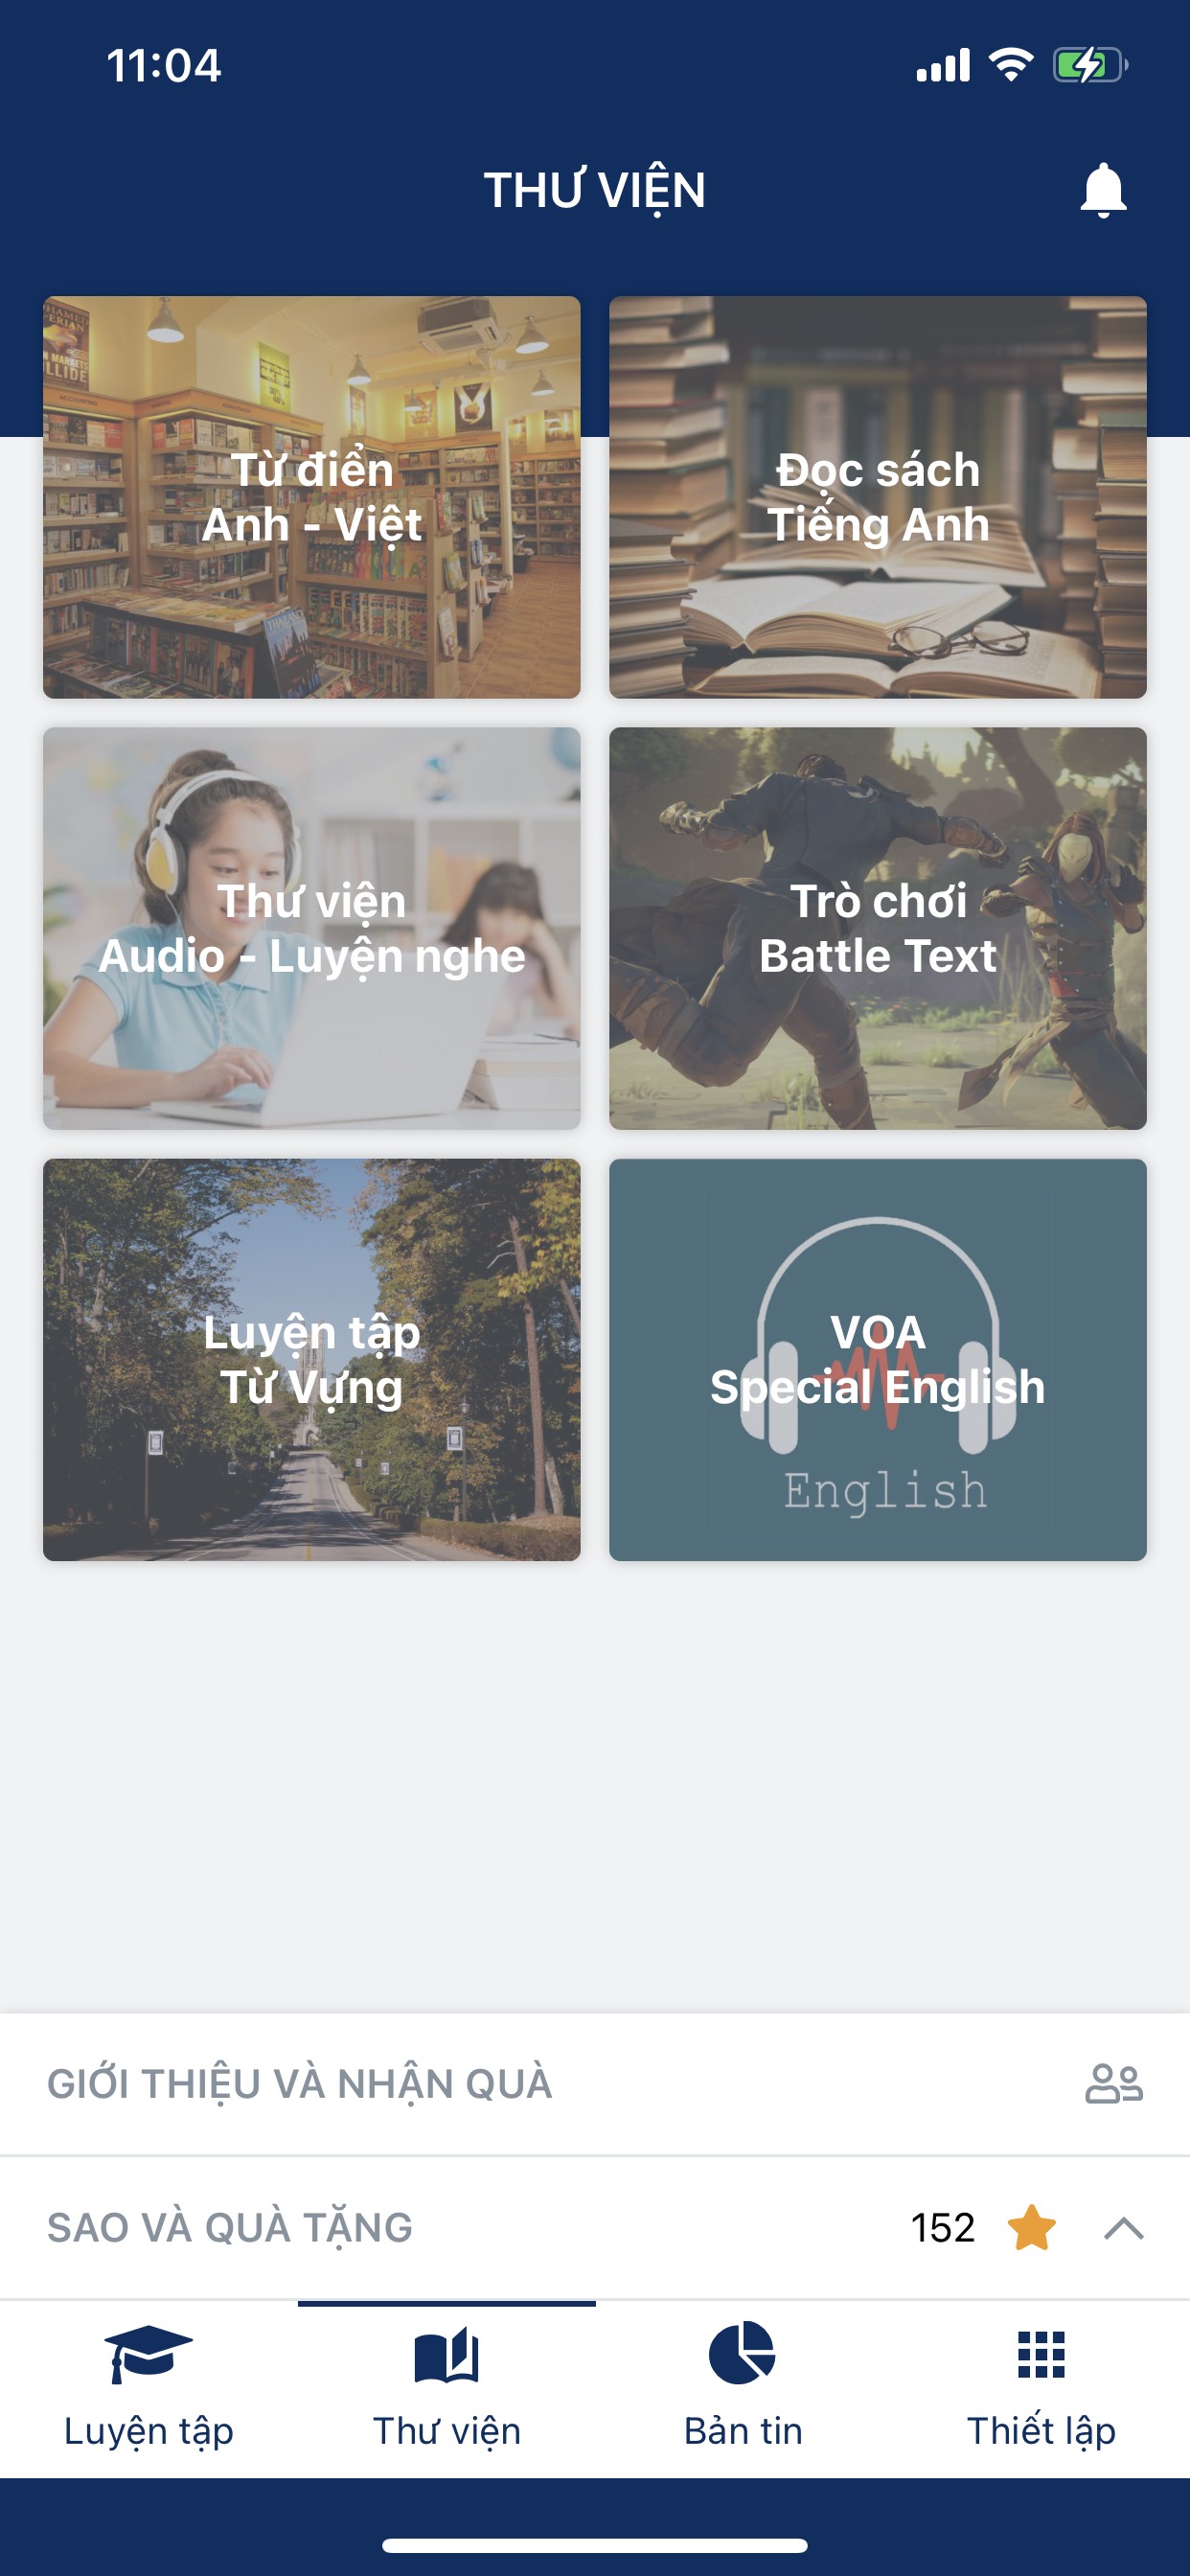 11:04
THƯ VIỆN
Từ điển
Anh - Việt
Đọc sách
Tiếng Anh
Thư viện
Audio - Luyện nghe
Trò chơi
Battle Text
Luyện tập
Từ Vựng
VOA
Special English
English
GIỚI THIỆU VÀ NHẬN QUÀ
SAO VÀ QUÀ TẶNG
152
Luyện tập
Thư viện
Bản tin
Thiết lập